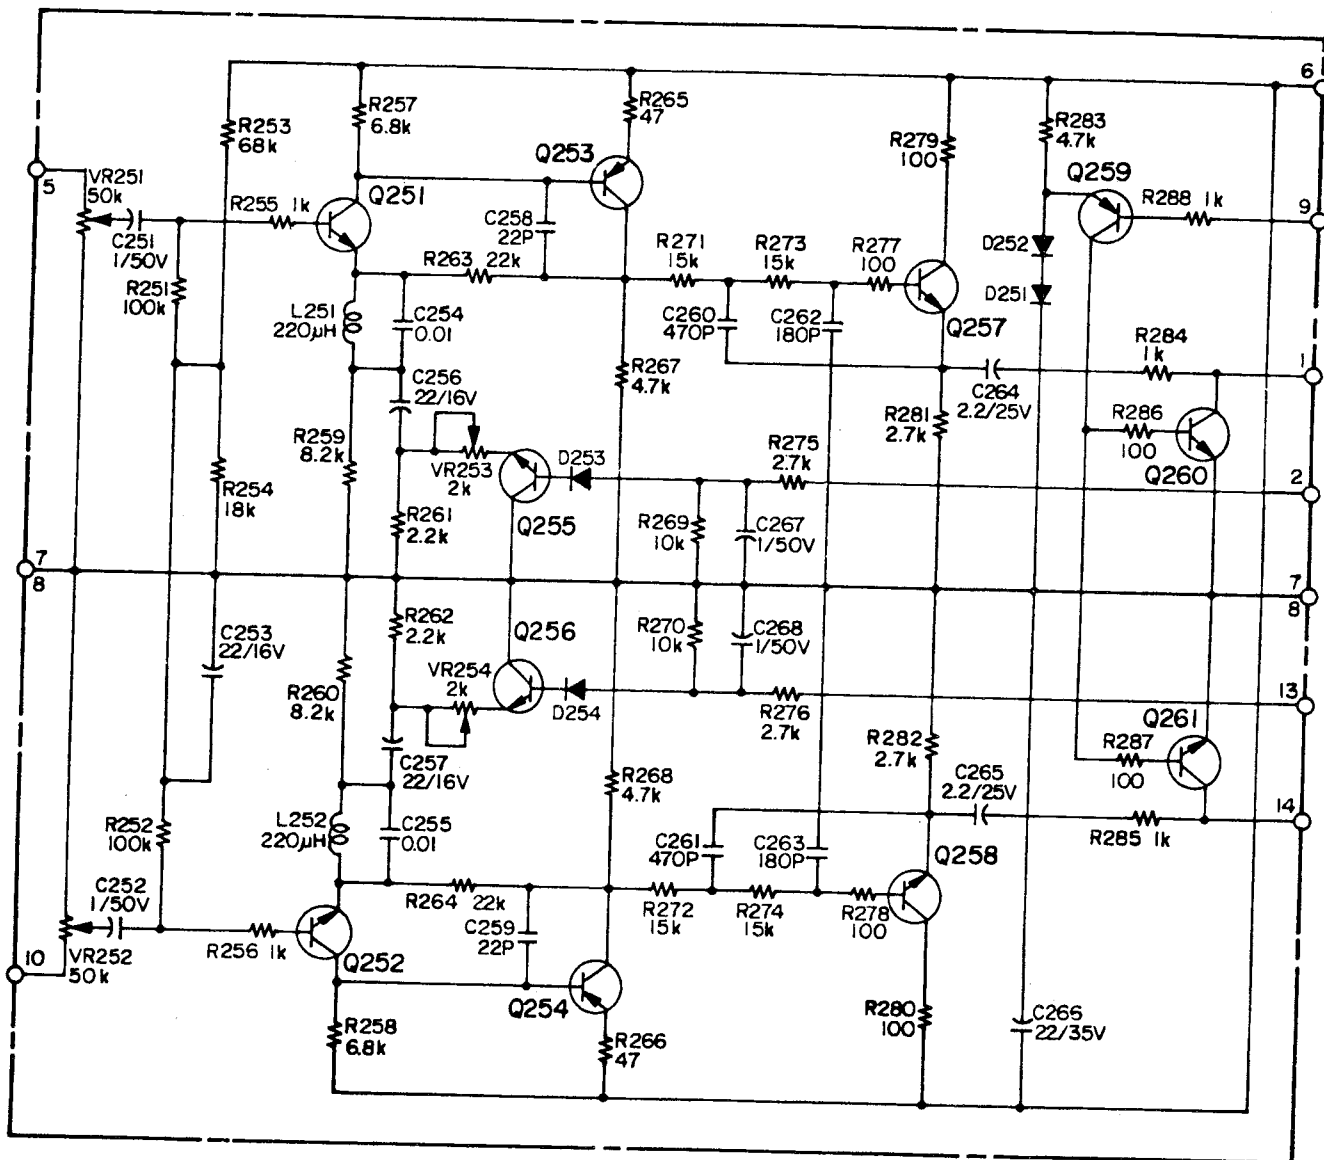 6
R257
6.8k
R265
47
R253
68k
R283
4.7k
R279
100
Q253
Q259
5
VR251
50k
Q251
R288 1k
9
R255 1k
C258
22P
C251
1/50V
R271
15k
R273
15k
R277
100
D252
R263 22k
R251
100k
D251
L251
220µH
C254
0.01
C260
470P
C262
180P
Q257
R284
1k
1
C256
22/16V
R267
4.7k
C264
2.2/25V
R281
2.7k
R286
100
R259
8.2k
D253
R275
2.7k
VR253
2k
Q260
R254
18k
2
Q255
R261
2.2k
R269
10k
C267
1/50V
7
8
7
8
R262
2.2k
Q256
R270
10k
C268
1/50V
C253
22/16V
VR254
2k
R260
8.2k
D254
13
R276
2.7k
Q261
C257
22/16V
R282
2.7k
R287
100
R268
4.7k
C265
2.2/25V
14
R252
100k
L252
220µH
C255
0.01
C261
470P
C263
180P
R285 1k
Q258
C252
1/50V
R264 22k
R272
15k
R274
15k
R278
100
C259
22P
R256 1k
10
VR252
50k
Q252
Q254
R258
6.8k
R280
100
C266
22/35V
R266
47